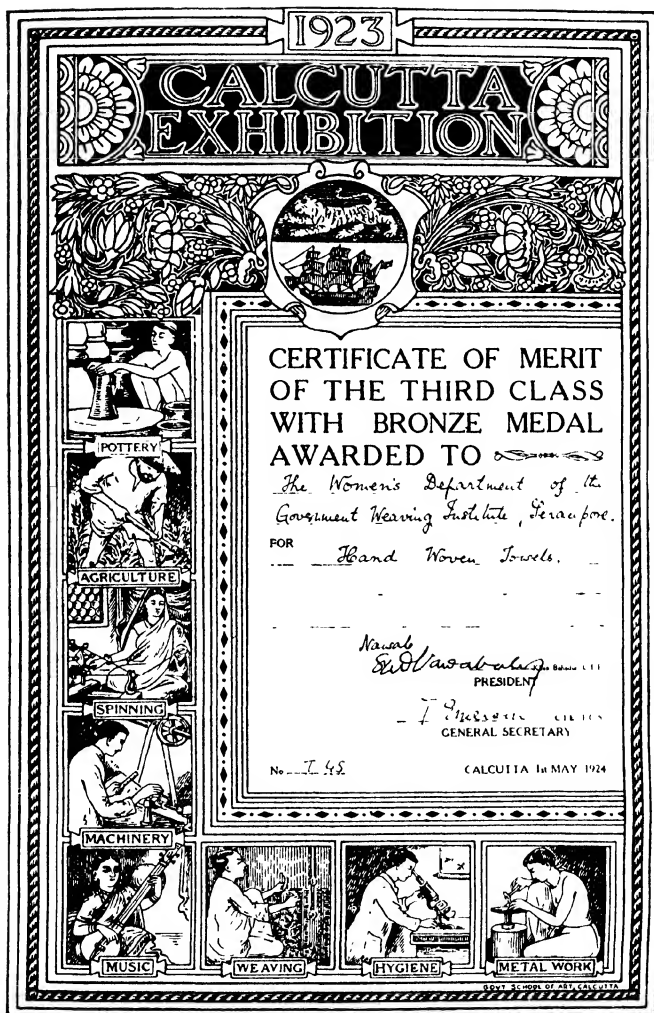 1923
CALCUTTA
EXHIBITION
CERTIFICATE OF MERIT
OF THE THIRD CLASS
WITH BRONZE MEDAL
AWARDED TO
The Women's Department of the
Government Weaving Institute,
FOR
Hand Woven Towels.
Nawab
PRESIDENT
GENERAL SECRETARY
No
CALCUTTA 1st MAY 1924
POTTERY
AGRICULTURE
SPINNING
MACHINERY
MUSIC
WEAVING
HYGIENE
METAL WORK
GOVT SCHOOL OF ART, CALCUTTA